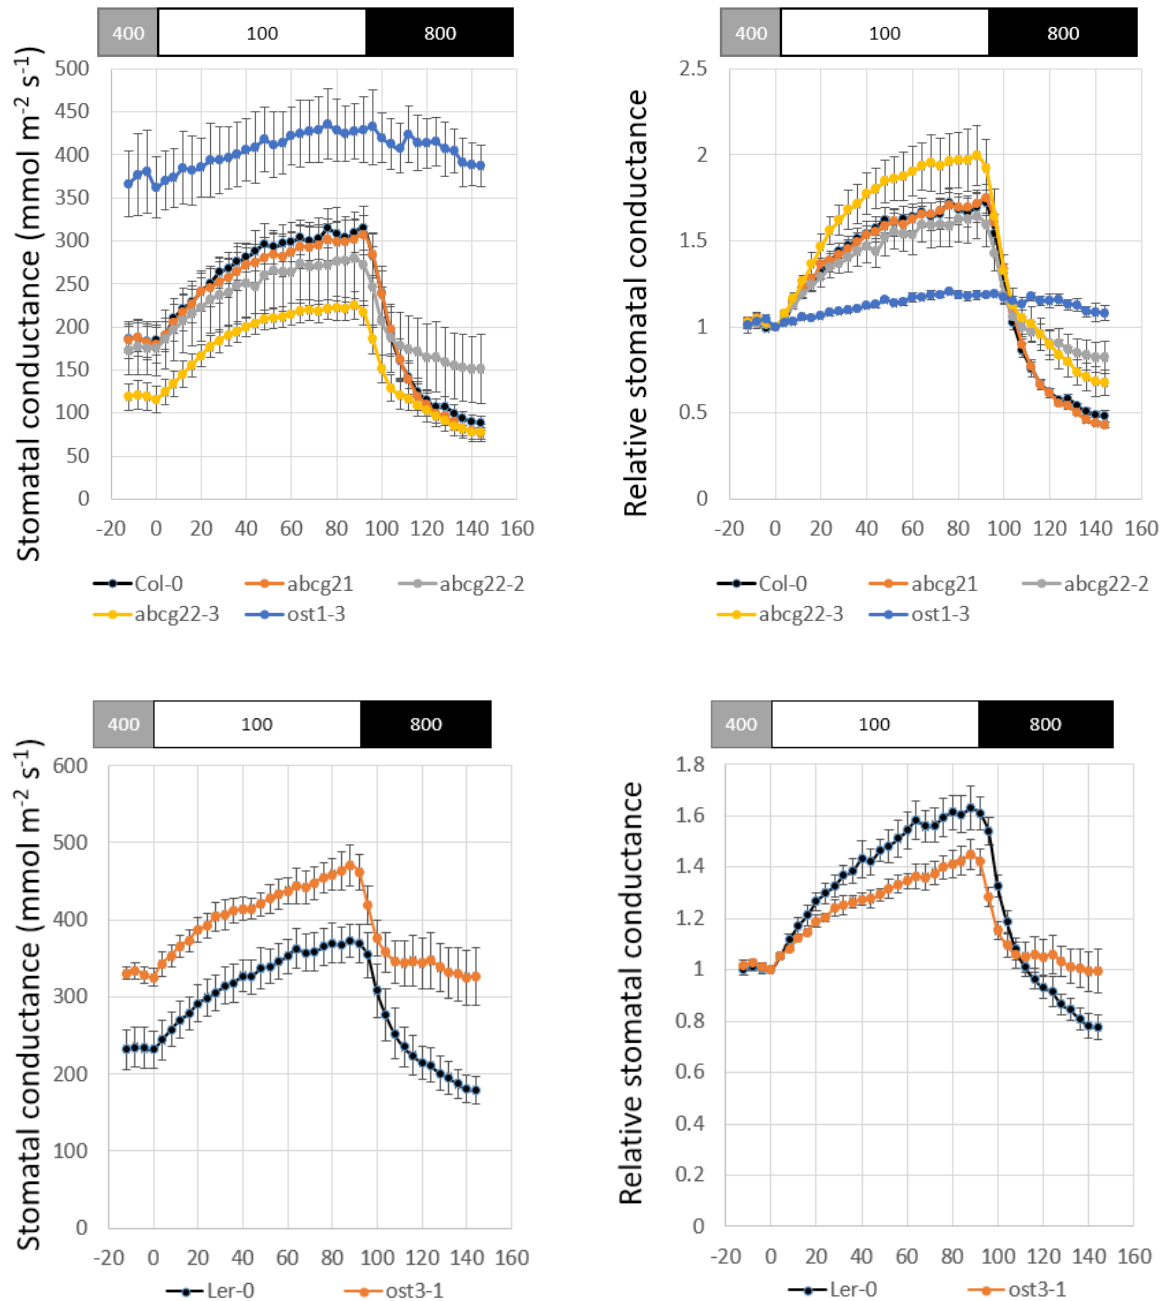 400 100 800
Stomatal conductance (mmol m⁻² s⁻¹)
500
450
400
350
300
250
200
150
100
50
0
-20 0 20 40 60 80 100 120 140 160
Col-0 abcg21 abcg22-2
abcg22-3 ost1-3
400 100 800
Relative stomatal conductance
2.5
2
1.5
1
0.5
0
-20 0 20 40 60 80 100 120 140 160
Col-0 abcg21 abcg22-2
abcg22-3 ost1-3
400 100 800
Stomatal conductance (mmol m⁻² s⁻¹)
600
500
400
300
200
100
0
-20 0 20 40 60 80 100 120 140 160
Ler-0 ost3-1
400 100 800
Relative stomatal conductance
1.8
1.6
1.4
1.2
1
0.8
0.6
0.4
0.2
0
-20 0 20 40 60 80 100 120 140 160
Ler-0 ost3-1